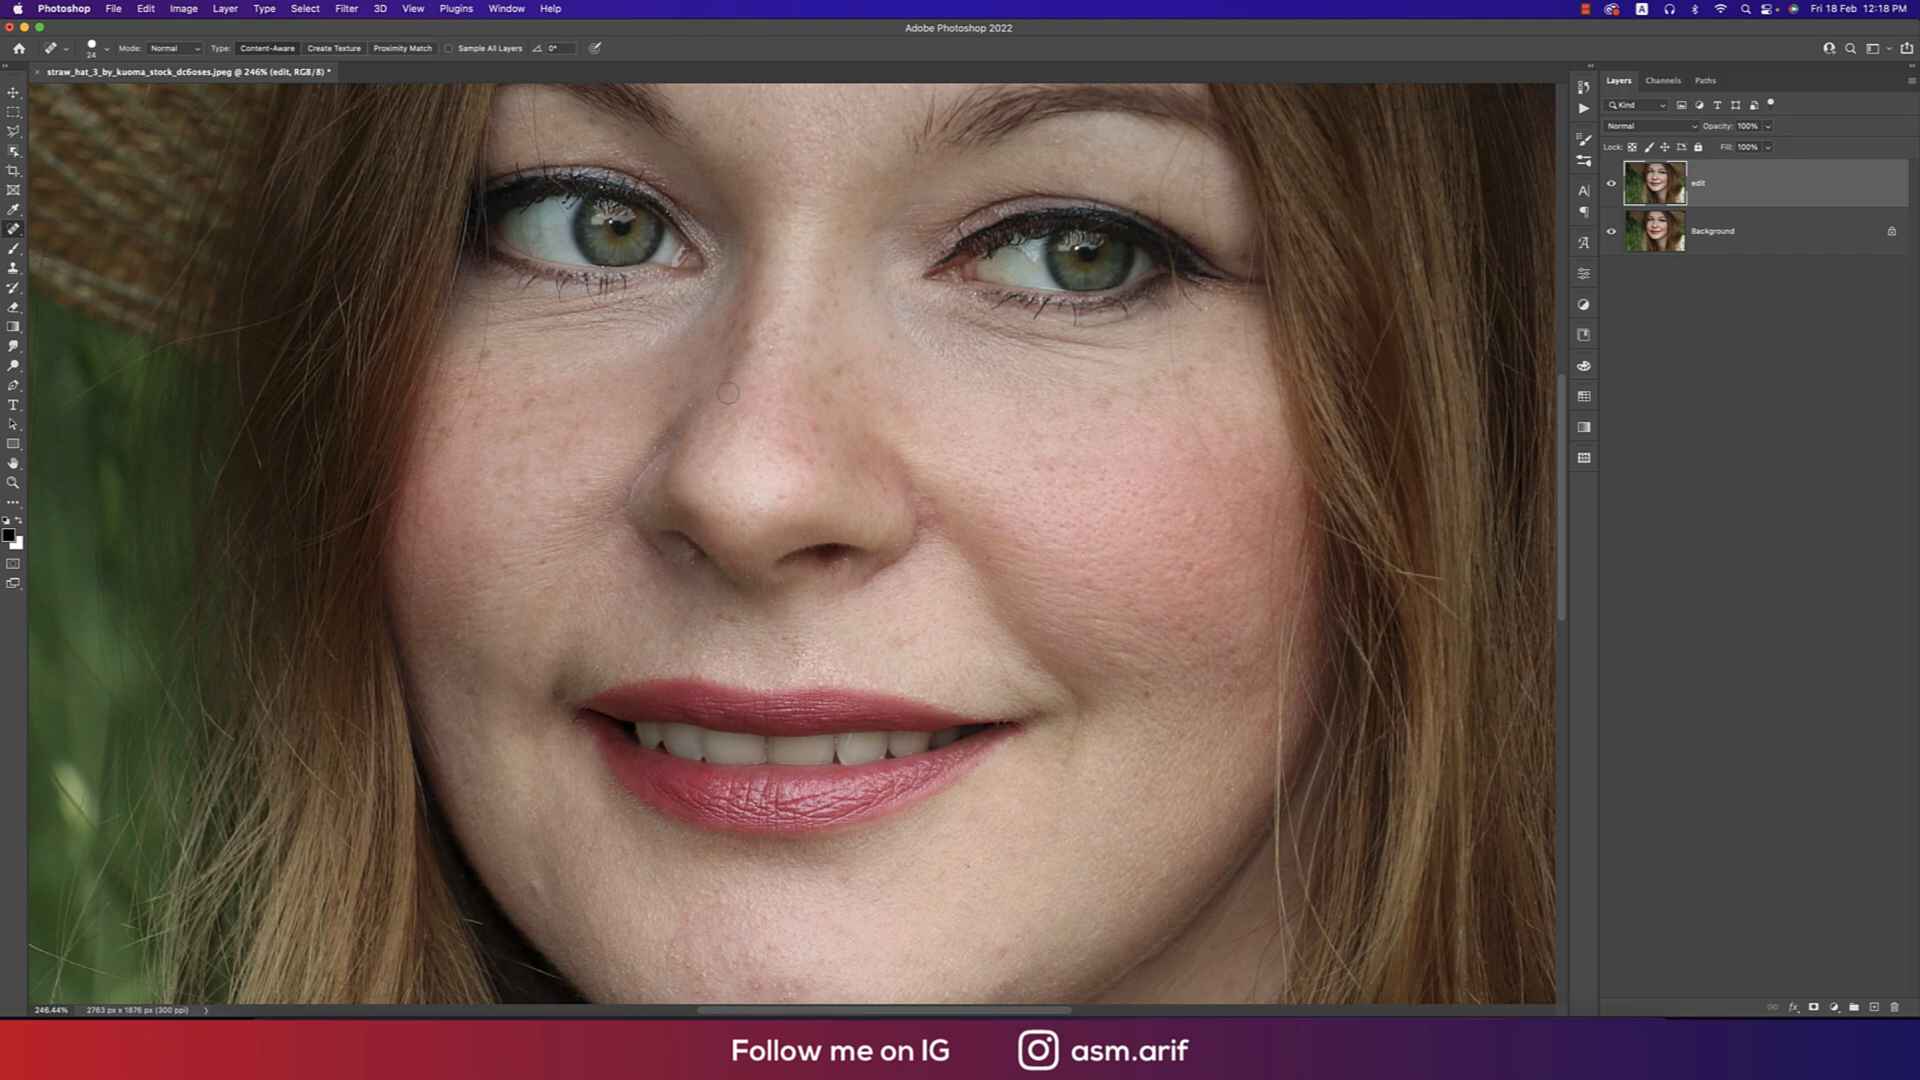 Photoshop File Edit Image Layer Type Select Filter 3D View Plugins Window Help A Fri 18 Feb 12:18 PM
Adobe Photoshop 2022
24 Mode: Normal Type: Content-Aware Create Texture Proximity Match Sample All Layers 0°
× straw_hat_3_by_kuoma_stock_dc6oses.jpeg @ 246% (edit, RGB/8) *
Layers Channels Paths
Kind
Normal Opacity: 100%
Lock: Fill: 100%
edit
Background
246.44% 2763 px x 1876 px (300 ppi)
Follow me on IG asm.arif